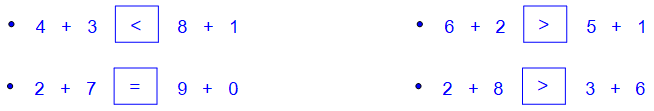 • 4 + 3 < 8 + 1 • 6 + 2 > 5 + 1
• 2 + 7 = 9 + 0 • 2 + 8 > 3 + 6